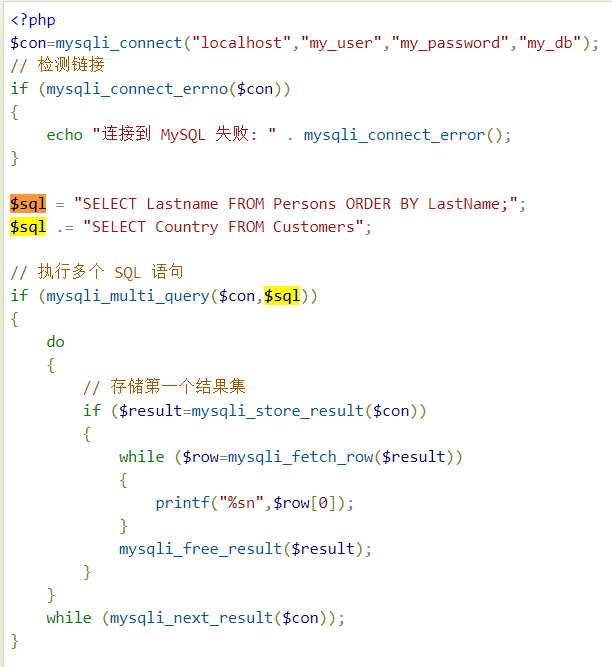 <?php
$con=mysqli_connect("localhost","my_user","my_password","my_db");
// 检测链接
if (mysqli_connect_errno($con))
{
    echo "连接到 MySQL 失败: " . mysqli_connect_error();
}

$sql = "SELECT Lastname FROM Persons ORDER BY LastName;";
$sql .= "SELECT Country FROM Customers";

// 执行多个 SQL 语句
if (mysqli_multi_query($con,$sql))
{
    do
    {
        // 存储第一个结果集
        if ($result=mysqli_store_result($con))
        {
            while ($row=mysqli_fetch_row($result))
            {
                printf("%sn",$row[0]);
            }
            mysqli_free_result($result);
        }
    }
    while (mysqli_next_result($con));
}